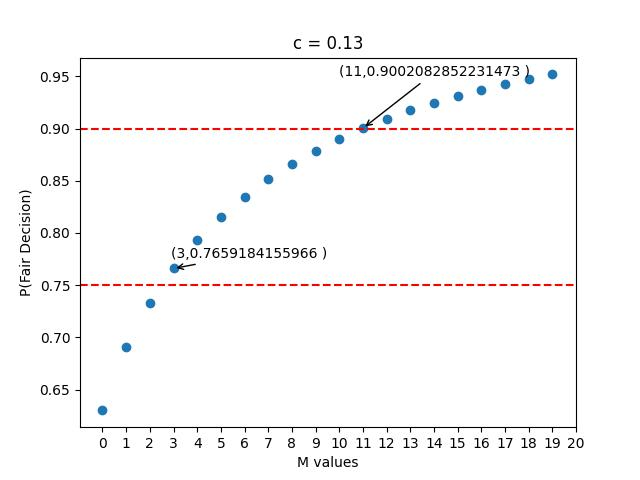 c = 0.13
(11,0.9002082852231473 )
(3,0.7659184155966 )
P(Fair Decision)
0.95
0.90
0.85
0.80
0.75
0.70
0.65
0 1 2 3 4 5 6 7 8 9 10 11 12 13 14 15 16 17 18 19 20
M values